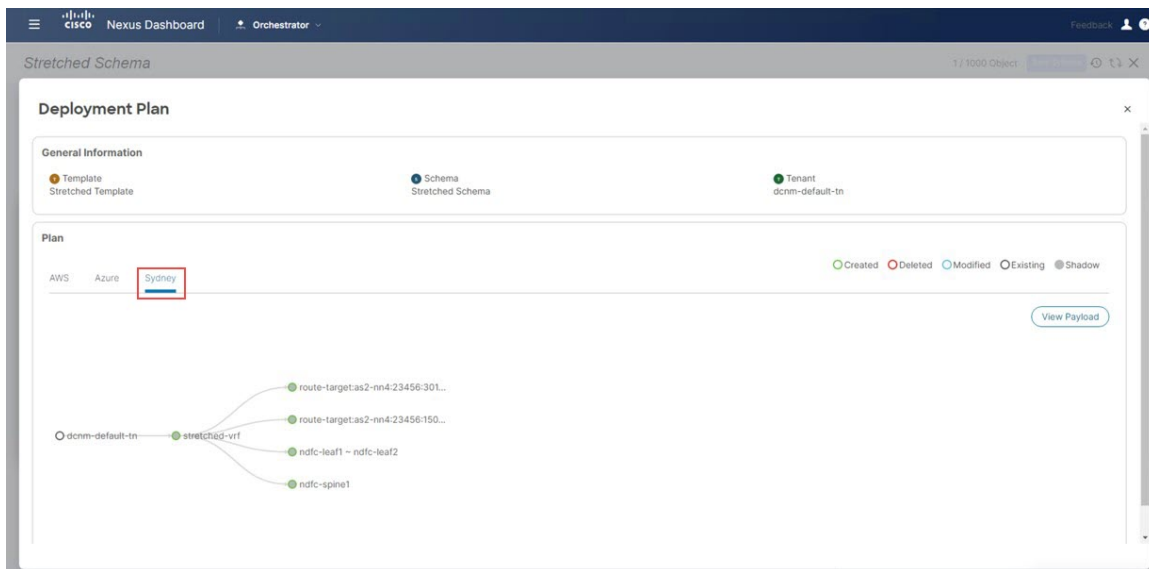 CISCO Nexus Dashboard Orchestrator Feedback
Stretched Schema 1 / 1000 Object
Deployment Plan
General Information
Template Schema Tenant
Stretched Template Stretched Schema dcnm-default-tn
Plan
AWS Azure Sydney Created Deleted Modified Existing Shadow
View Payload
route-target:as2-nn4:23456:301...
route-target:as2-nn4:23456:150...
dcnm-default-tn stretched-vrf
ndfc-leaf1 ~ ndfc-leaf2
ndfc-spine1